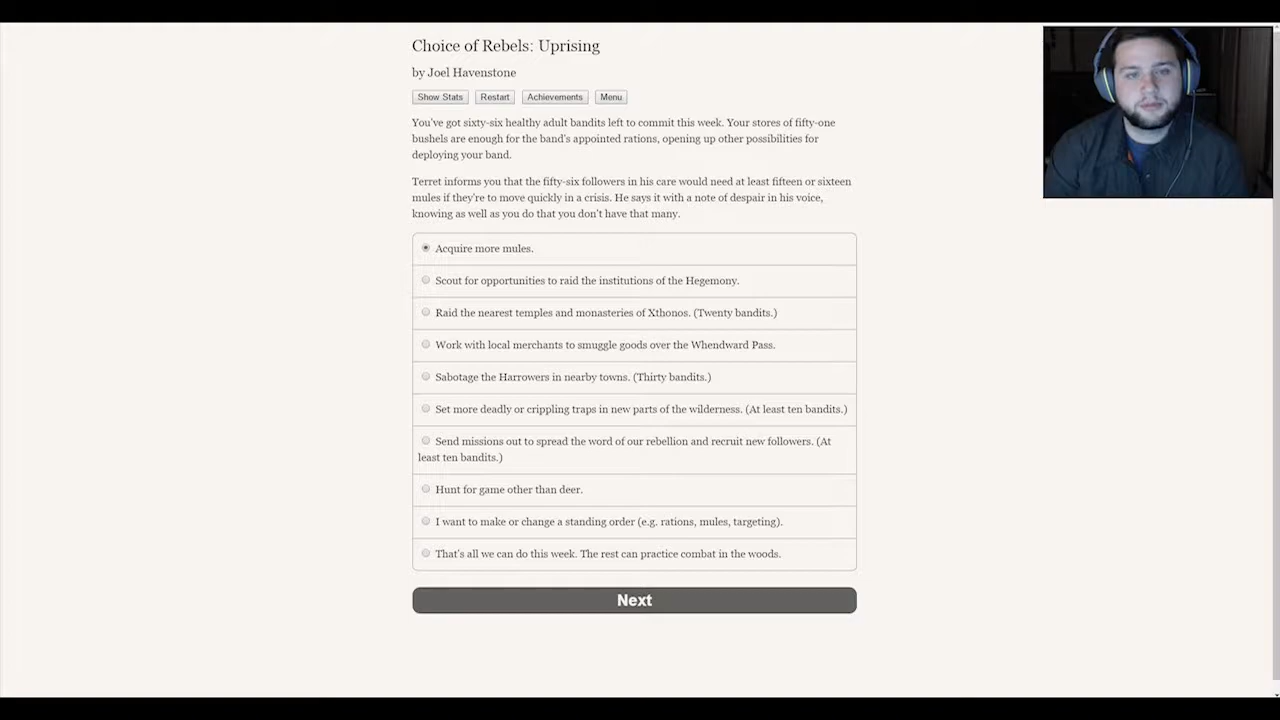 Choice of Rebels: Uprising
by Joel Havenstone
Show Stats Restart Achievements Menu
You've got sixty-six healthy adult bandits left to commit this week. Your stores of fifty-one
bushels are enough for the band's appointed rations, opening up other possibilities for
deploying your band.
Terret informs you that the fifty-six followers in his care would need at least fifteen or sixteen
mules if they're to move quickly in a crisis. He says it with a note of despair in his voice,
knowing as well as you do that you don't have that many.
Acquire more mules.
Scout for opportunities to raid the institutions of the Hegemony.
Raid the nearest temples and monasteries of Xthonos. (Twenty bandits.)
Work with local merchants to smuggle goods over the Whendward Pass.
Sabotage the Harrowers in nearby towns. (Thirty bandits.)
Set more deadly or crippling traps in new parts of the wilderness. (At least ten bandits.)
Send missions out to spread the word of our rebellion and recruit new followers. (At
least ten bandits.)
Hunt for game other than deer.
I want to make or change a standing order (e.g. rations, mules, targeting).
That's all we can do this week. The rest can practice combat in the woods.
Next